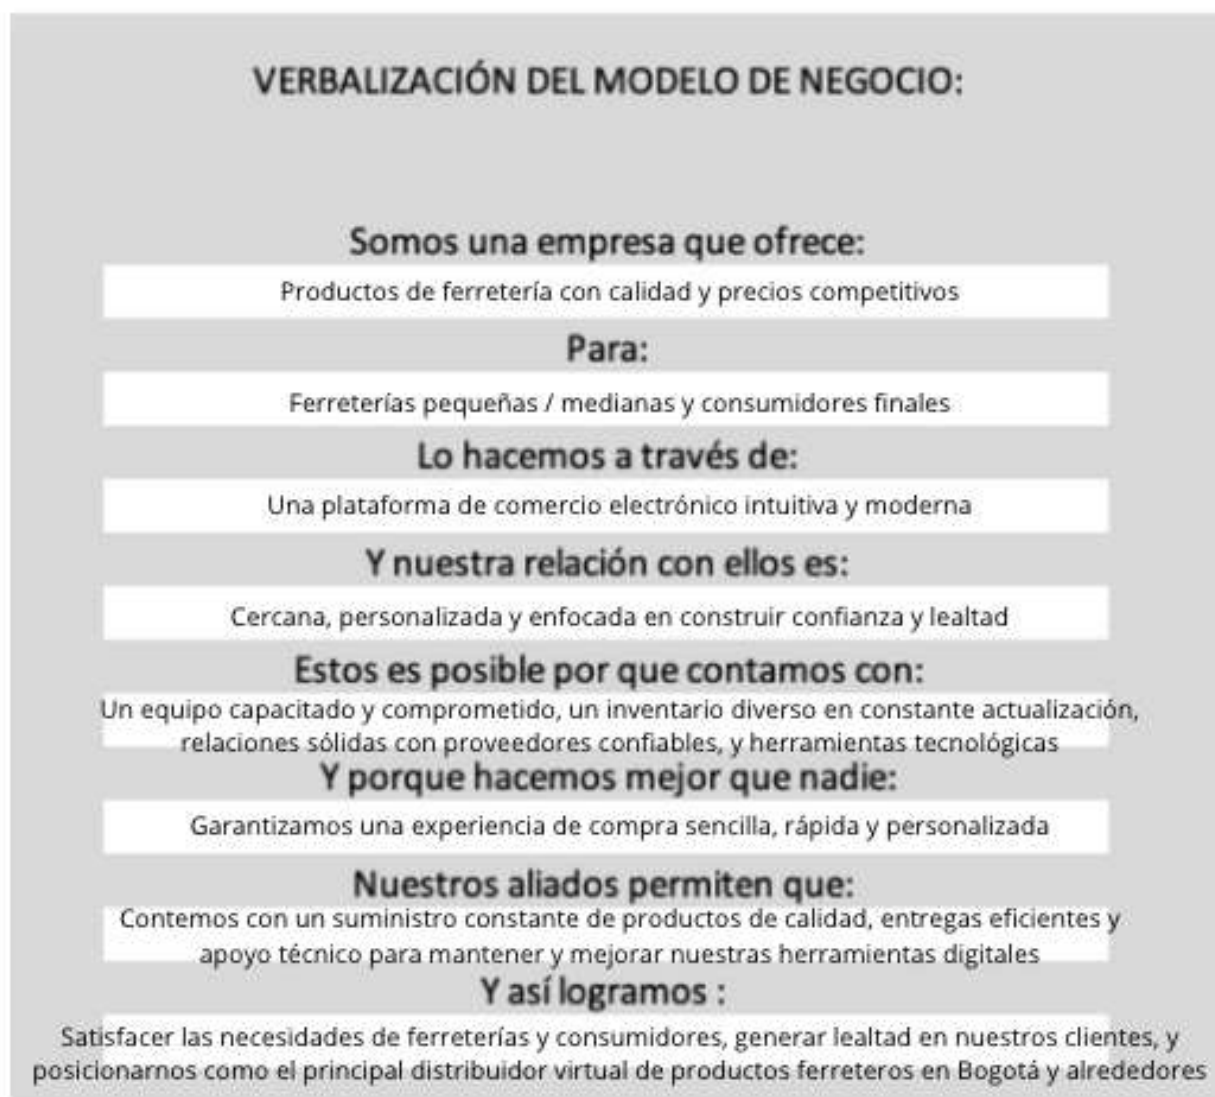 VERBALIZACIÓN DEL MODELO DE NEGOCIO:
Somos una empresa que ofrece:
Productos de ferretería con calidad y precios competitivos
Para:
Ferreterías pequeñas / medianas y consumidores finales
Lo hacemos a través de:
Una plataforma de comercio electrónico intuitiva y moderna
Y nuestra relación con ellos es:
Cercana, personalizada y enfocada en construir confianza y lealtad
Estos es posible por que contamos con:
Un equipo capacitado y comprometido, un inventario diverso en constante actualización,
relaciones sólidas con proveedores confiables, y herramientas tecnológicas
Y porque hacemos mejor que nadie:
Garantizamos una experiencia de compra sencilla, rápida y personalizada
Nuestros aliados permiten que:
Contemos con un suministro constante de productos de calidad, entregas eficientes y
apoyo técnico para mantener y mejorar nuestras herramientas digitales
Y así logramos :
Satisfacer las necesidades de ferreterías y consumidores, generar lealtad en nuestros clientes, y
posicionarnos como el principal distribuidor virtual de productos ferreteros en Bogotá y alrededores